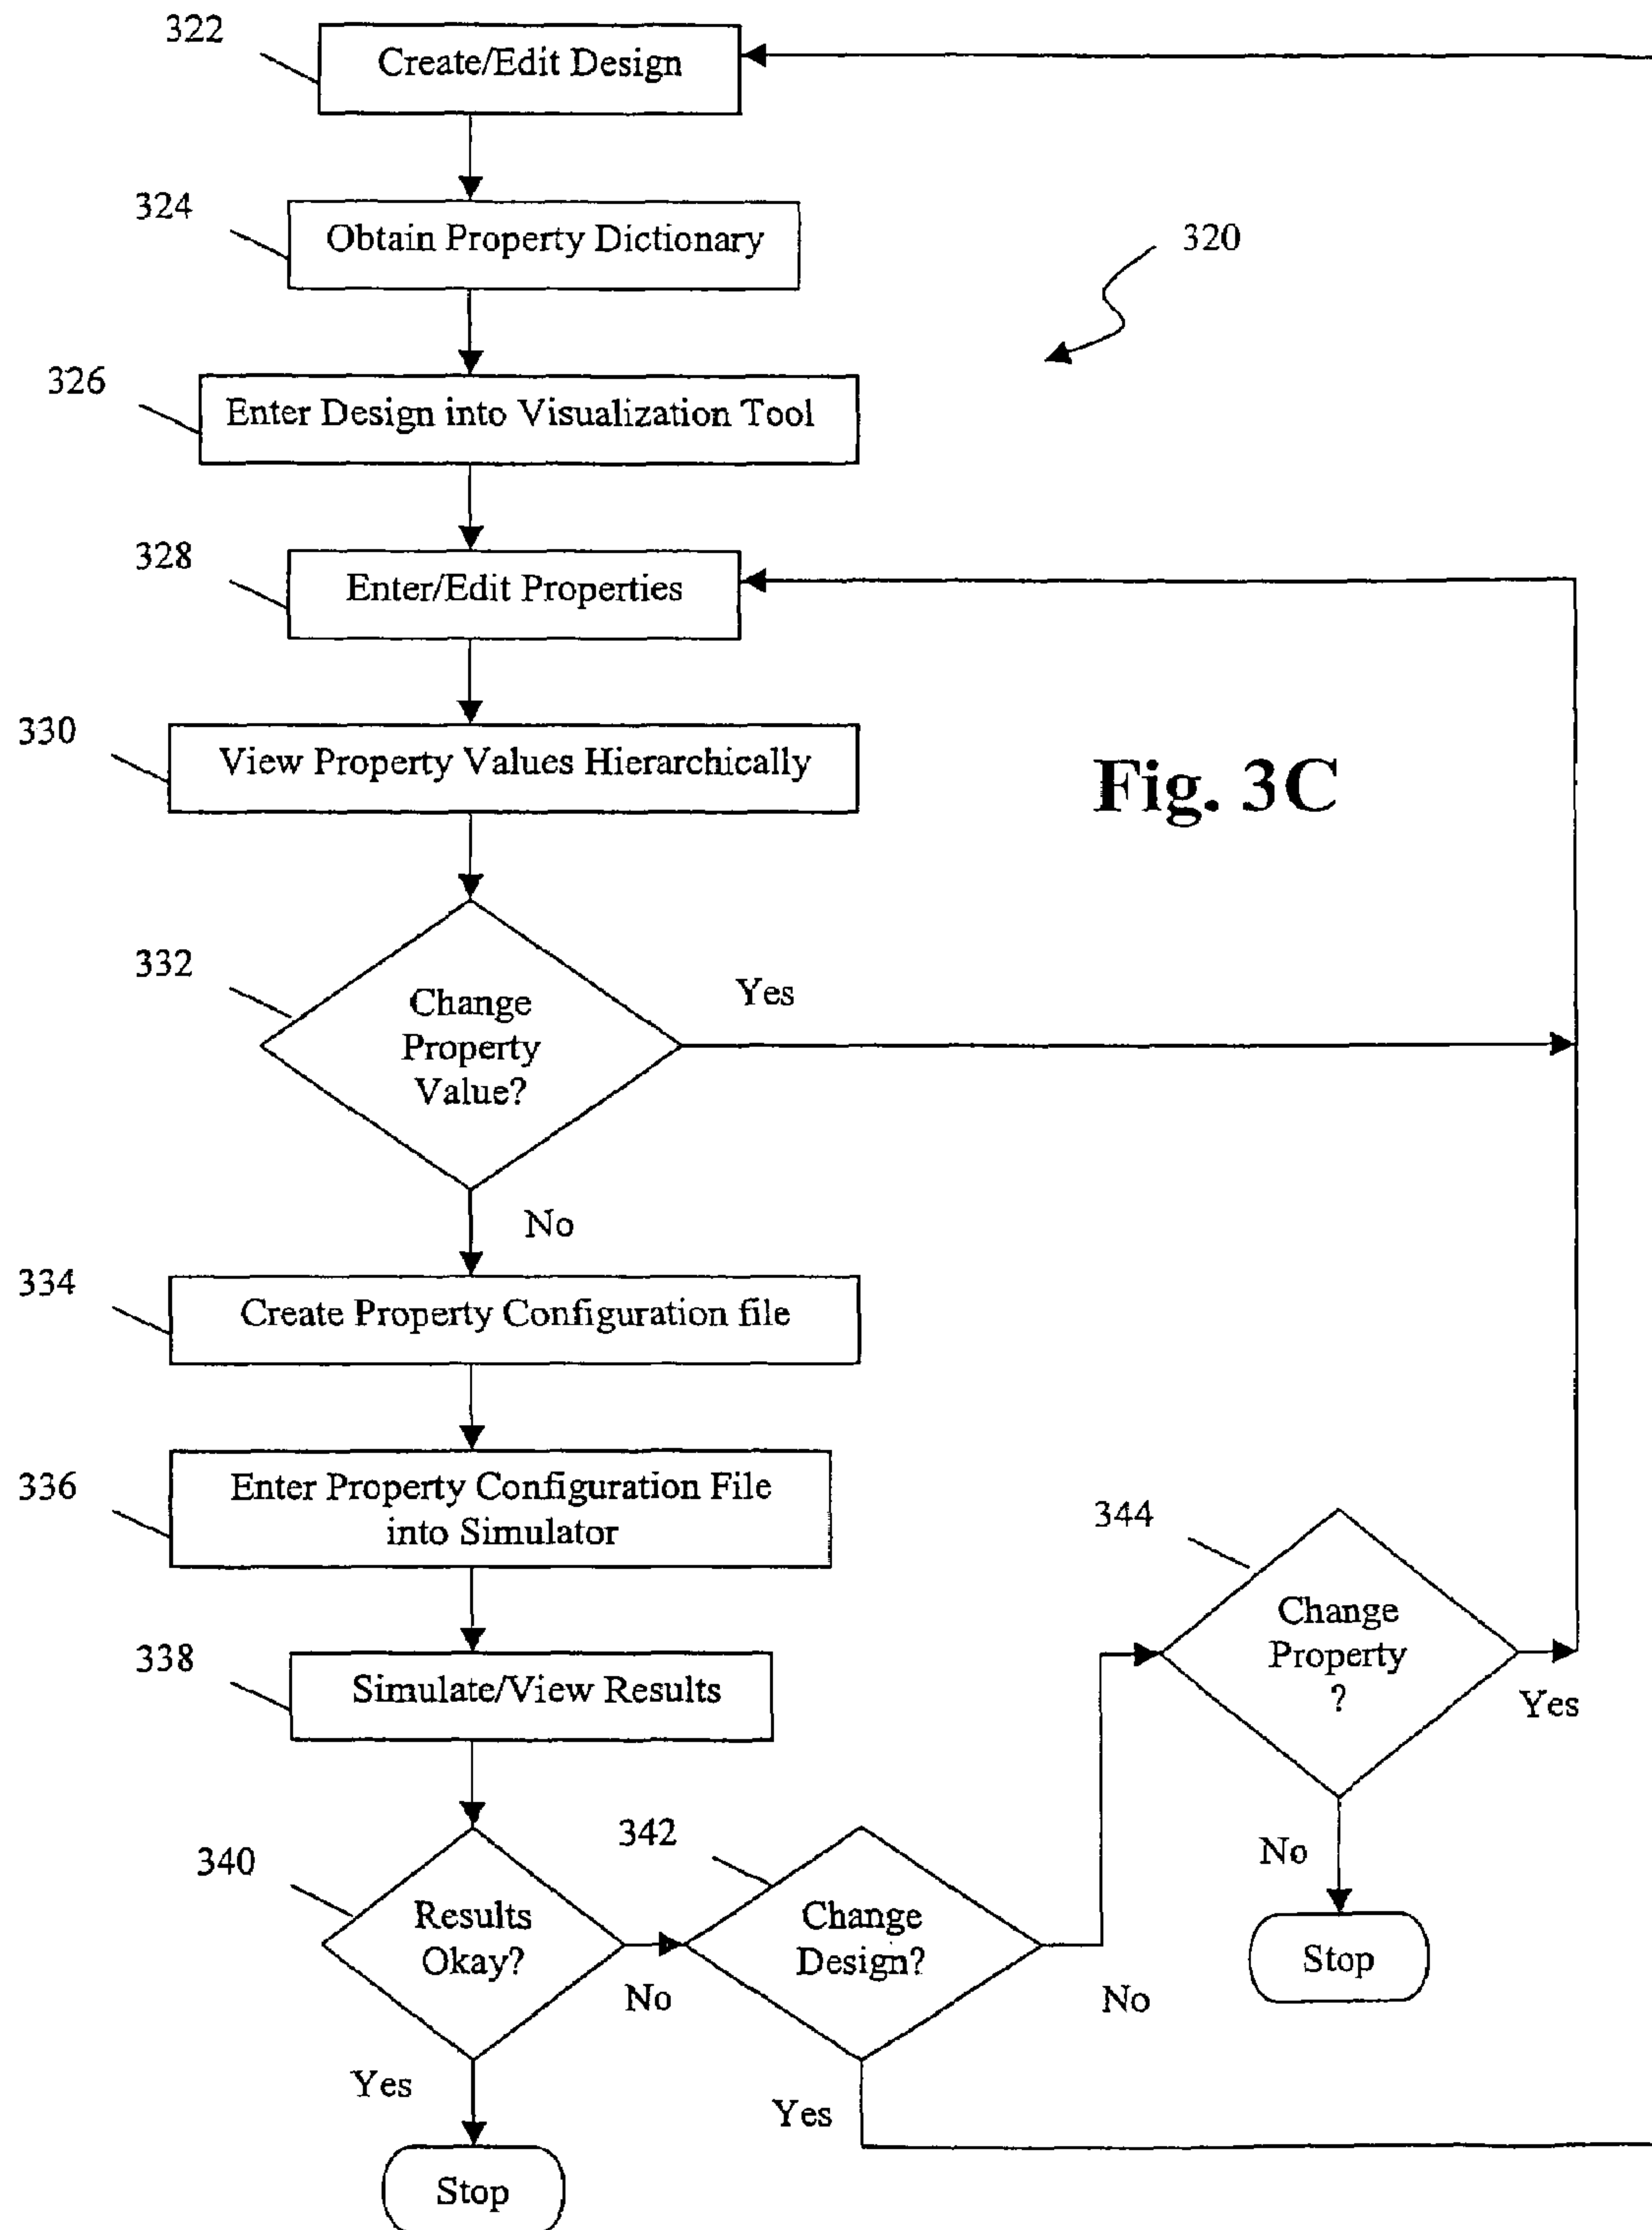 322
Create/Edit Design
324
Obtain Property Dictionary
320
326
Enter Design into Visualization Tool
328
Enter/Edit Properties
330
View Property Values Hierarchically
Fig. 3C
332
Change
Property
Value?
Yes
No
334
Create Property Configuration file
336
Enter Property Configuration File
into Simulator
344
Change
Property
?
Yes
No
Stop
338
Simulate/View Results
340
Results
Okay?
No
Yes
Stop
342
Change
Design?
No
Yes